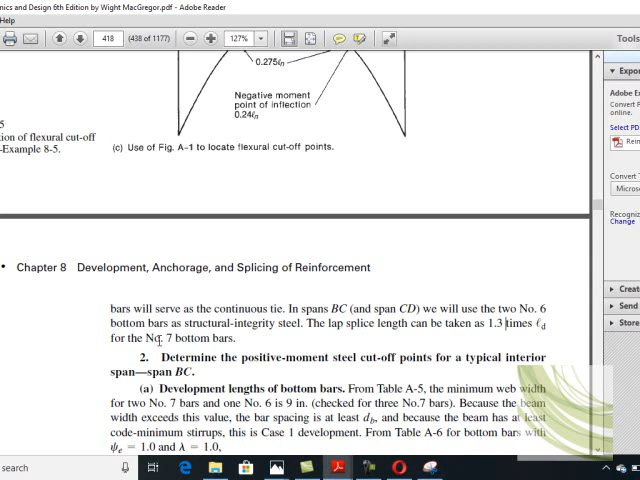 onics and Design 6th Edition by Wight MacGregor.pdf - Adobe Reader
Help
418 (438 of 1177) 127% Tools
Expor
Adobe Ex
Convert P
online.
Select PD
Rein
Convert T
Micros
Recogniz
Change
Create
Send
Store
0.275ℓn
Negative moment
point of inflection
0.24ℓn
5
tion of flexural cut-off
–Example 8-5.
(c) Use of Fig. A-1 to locate flexural cut-off points.
• Chapter 8 Development, Anchorage, and Splicing of Reinforcement
bars will serve as the continuous tie. In spans BC (and span CD) we will use the two No. 6
bottom bars as structural-integrity steel. The lap splice length can be taken as 1.3 times ℓd
for the No. 7 bottom bars.
2. Determine the positive-moment steel cut-off points for a typical interior
span—span BC.
(a) Development lengths of bottom bars. From Table A-5, the minimum web width
for two No. 7 bars and one No. 6 is 9 in. (checked for three No.7 bars). Because the beam
width exceeds this value, the bar spacing is at least db, and because the beam has at least
code-minimum stirrups, this is Case 1 development. From Table A-6 for bottom bars with
ψe = 1.0 and λ = 1.0,
search